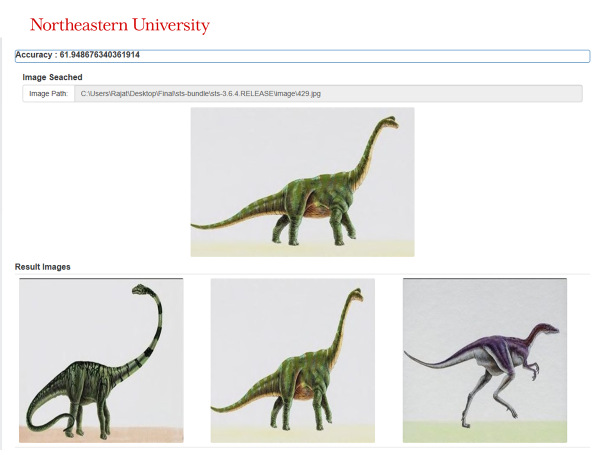 Northeastern University
Accuracy : 61.948676340361914
Image Seached
Image Path: C:\Users\Rajat\Desktop\Final\sts-bundle\sts-3.6.4.RELEASE\image\429.jpg
Result Images